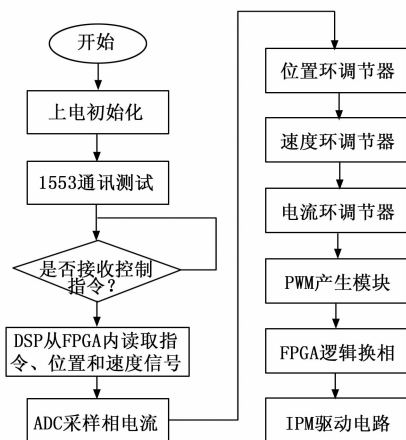 开始
上电初始化
1553通讯测试
是否接收控制
指令?
DSP从FPGA内读取指
令、位置和速度信号
ADC采样相电流
位置环调节器
速度环调节器
电流环调节器
PWM产生模块
FPGA逻辑换相
IPM驱动电路